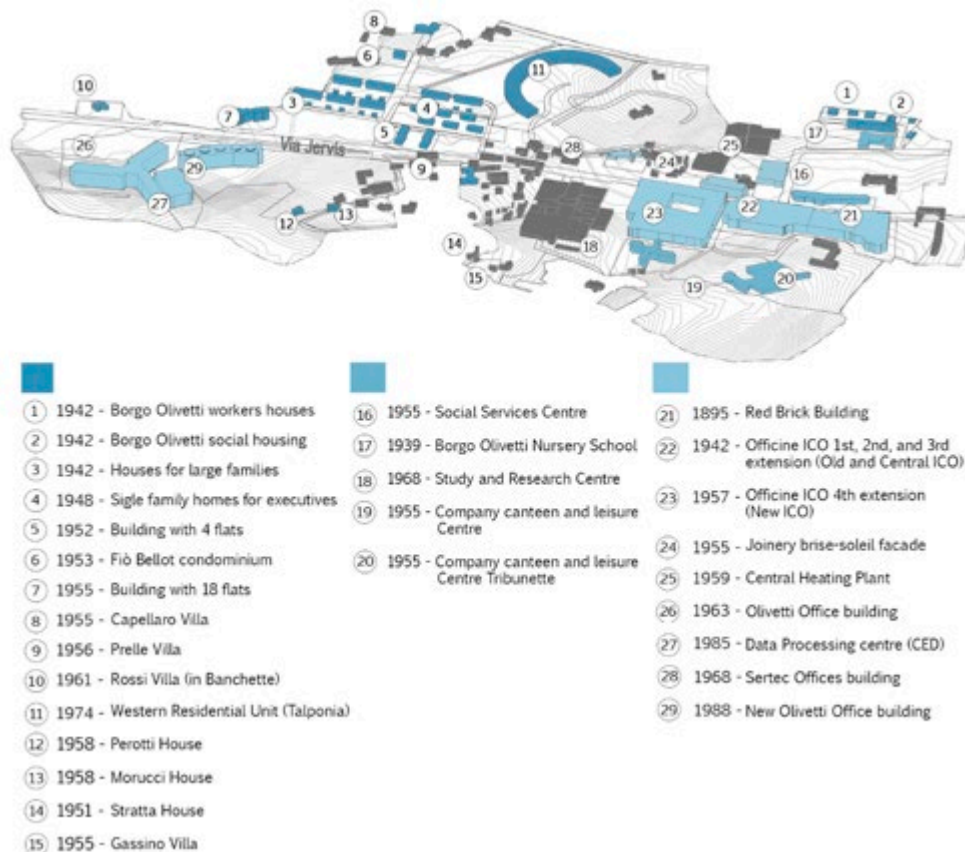 8
6
11
10
1
2
7
3
4
17
5
Via Jervis
28
25
26
29
9
24
16
27
23
22
21
12
13
18
14
15
19
20
1 1942 - Borgo Olivetti workers houses
2 1942 - Borgo Olivetti social housing
3 1942 - Houses for large families
4 1948 - Sigle family homes for executives
5 1952 - Building with 4 flats
6 1953 - Fiò Bellot condominium
7 1955 - Building with 18 flats
8 1955 - Capellaro Villa
9 1956 - Prelle Villa
10 1961 - Rossi Villa (in Banchette)
11 1974 - Western Residential Unit (Talponia)
12 1958 - Perotti House
13 1958 - Morucci House
14 1951 - Stratta House
15 1955 - Gassino Villa
16 1955 - Social Services Centre
17 1939 - Borgo Olivetti Nursery School
18 1968 - Study and Research Centre
19 1955 - Company canteen and leisure
Centre
20 1955 - Company canteen and leisure
Centre Tribunette
21 1895 - Red Brick Building
22 1942 - Officine ICO 1st, 2nd, and 3rd
extension (Old and Central ICO)
23 1957 - Officine ICO 4th extension
(New ICO)
24 1955 - Joinery brise-soleil facade
25 1959 - Central Heating Plant
26 1963 - Olivetti Office building
27 1985 - Data Processing centre (CED)
28 1968 - Sertec Offices building
29 1988 - New Olivetti Office building